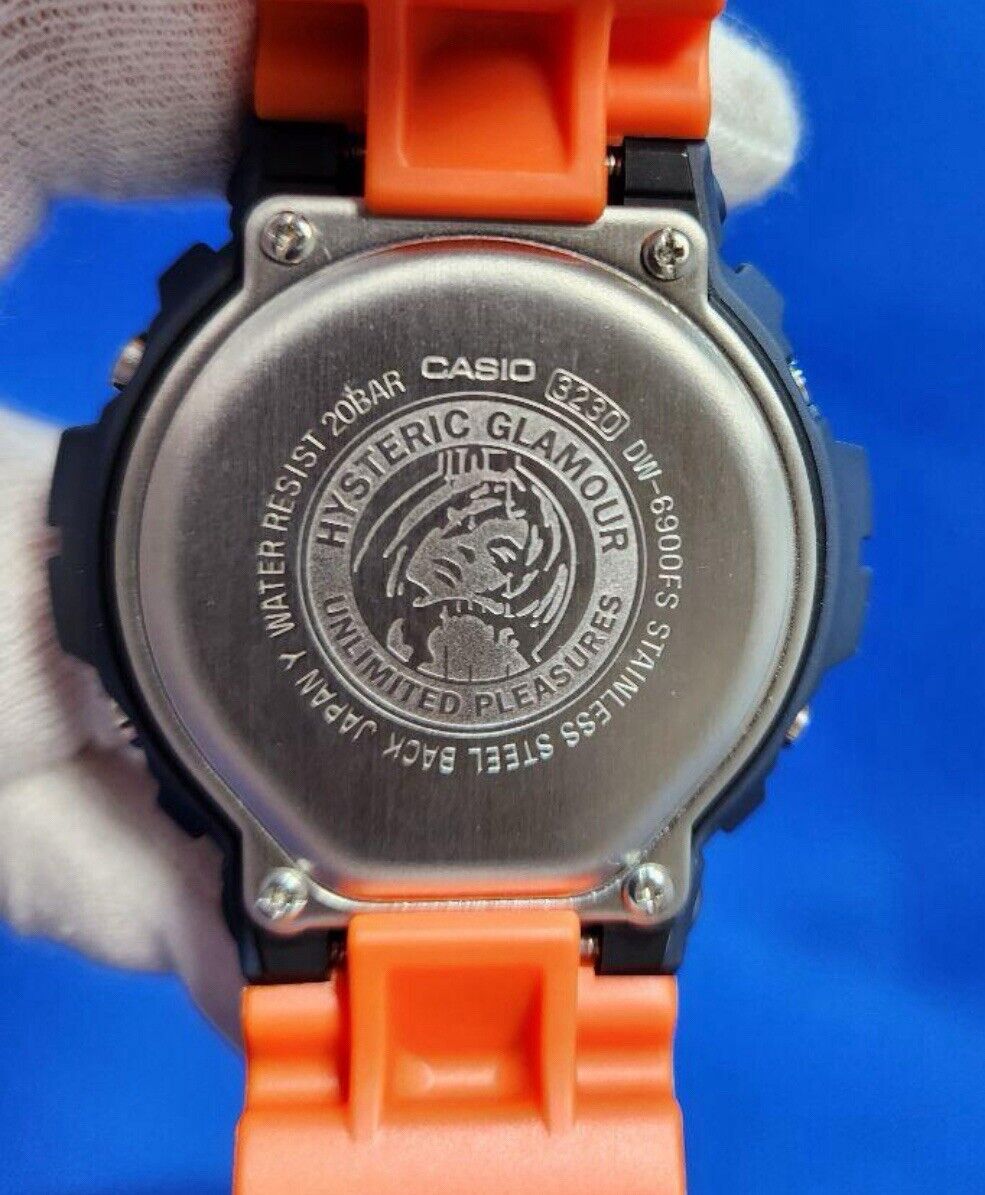 CASIO
3230
DW-6900FS STAINLESS STEEL BACK JAPAN Y WATER RESIST 20BAR
HYSTERIC GLAMOUR
UNLIMITED PLEASURES